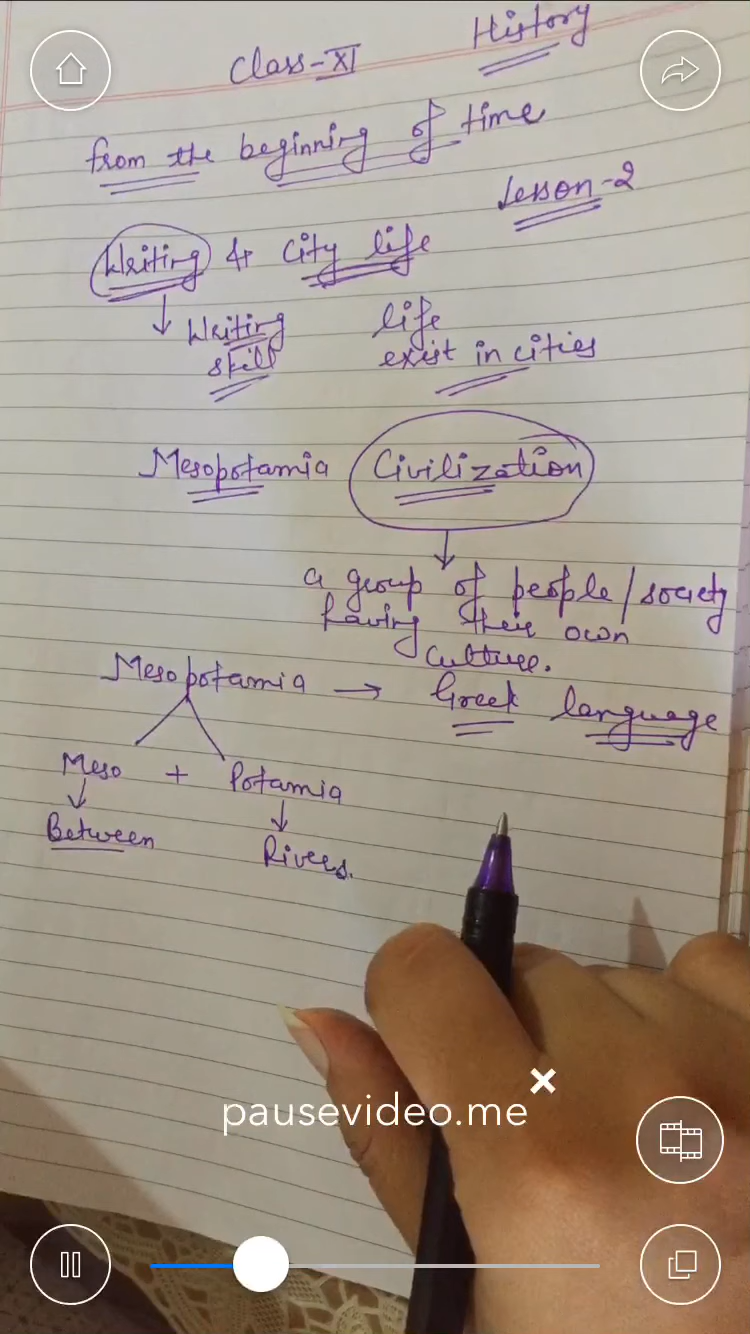 History
Class-XI
from the beginning of time
Lesson-2
Writing & City life
Writing skill
life exist in cities
Mesopotamia Civilization
a group of people/society
having their own
culture.
Mesopotamia → Greek language
Meso + Potamia
Between
Rivers.
pausevideo.me